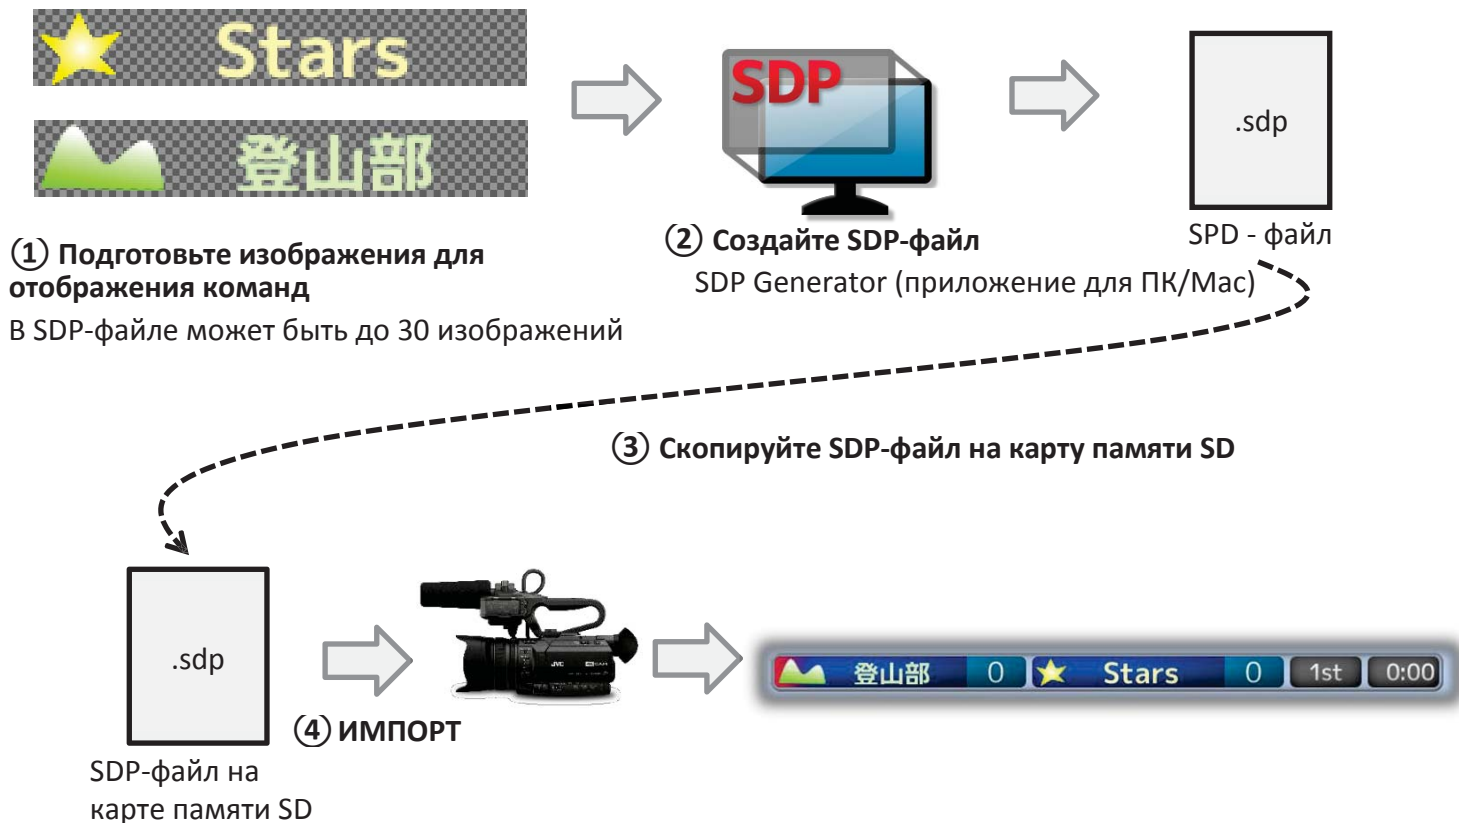 Stars
登山部
SDP
.sdp
① Подготовьте изображения для
отображения команд
В SDP-файле может быть до 30 изображений
② Создайте SDP-файл
SDP Generator (приложение для ПК/Mac)
SPD - файл
③ Скопируйте SDP-файл на карту памяти SD
.sdp
SDP-файл на
карте памяти SD
④ ИМПОРТ
JVC
登山部 0 Stars 0 1st 0:00